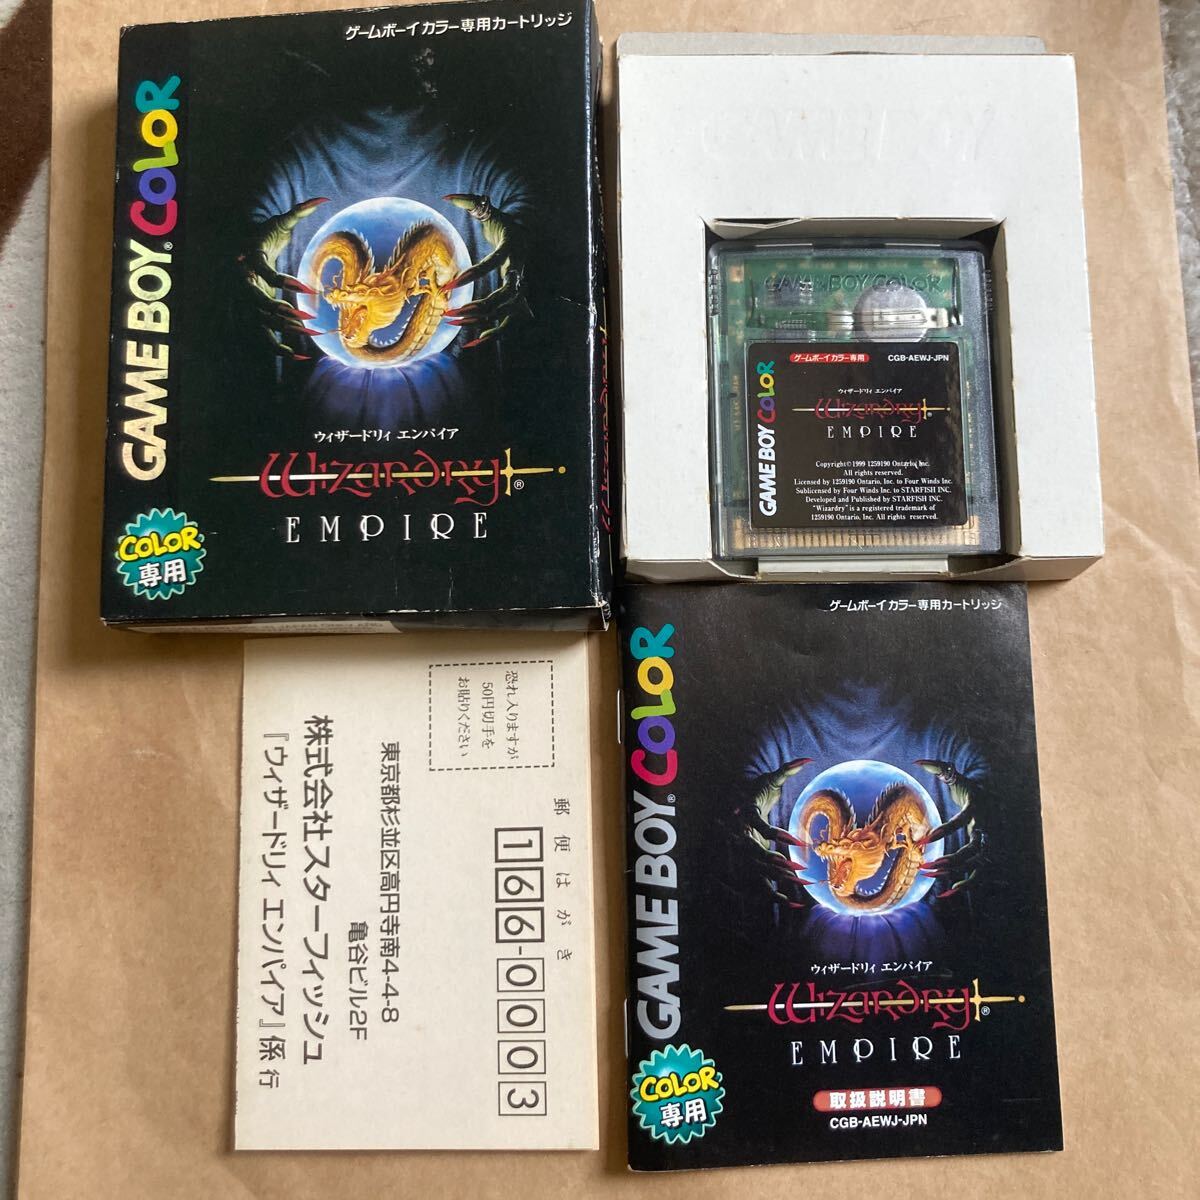 ゲームボーイカラー専用カートリッジ
GAME BOY® COLOR
ウィザードリィ エンパイア
Wizardry®
EMPIRE
COLOR
専用
GAME BOY
GAME BOY COLOR
ゲームボーイカラー専用
CGB-AEWJ-JPN
GAME BOY COLOR
ウィザードリィ エンパイア
Wizardry®
EMPIRE
Copyright© 1999 1259190 Ontario, Inc.
All rights reserved.
Licensed by 1259190 Ontario, Inc. to Four Winds Inc.
Sublicensed by Four Winds Inc. to STARFISH INC.
Developed and Published by STARFISH INC.
"Wizardry" is a registered trademark of
1259190 Ontario, Inc. All rights reserved.
郵便はがき
166-0003
恐れ入りますが
50円切手を
お貼りください
東京都杉並区高円寺南4-4-8
亀谷ビル2F
株式会社スターフィッシュ
『ウィザードリィ エンパイア』係 行
ゲームボーイカラー専用カートリッジ
GAME BOY® COLOR
ウィザードリィ エンパイア
Wizardry®
EMPIRE
COLOR
専用
取扱説明書
CGB-AEWJ-JPN